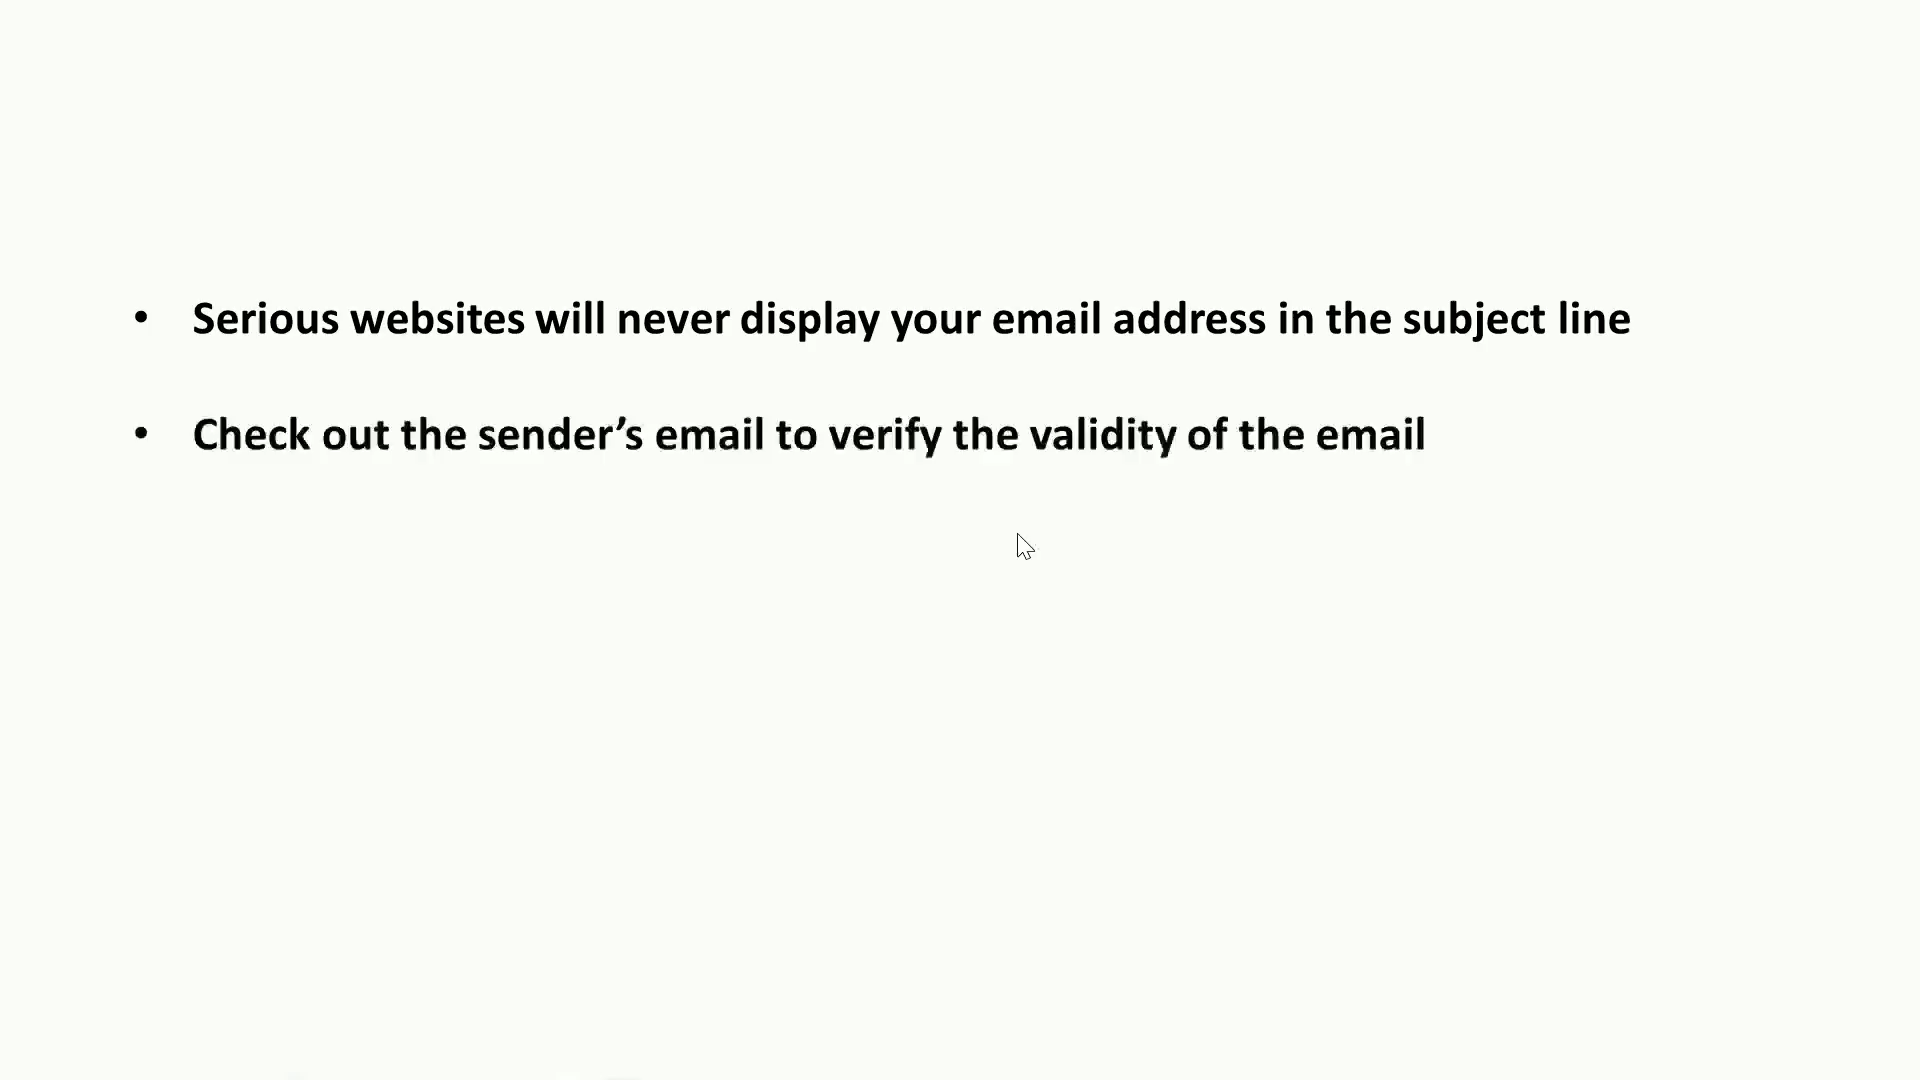 • Serious websites will never display your email address in the subject line
• Check out the sender’s email to verify the validity of the email